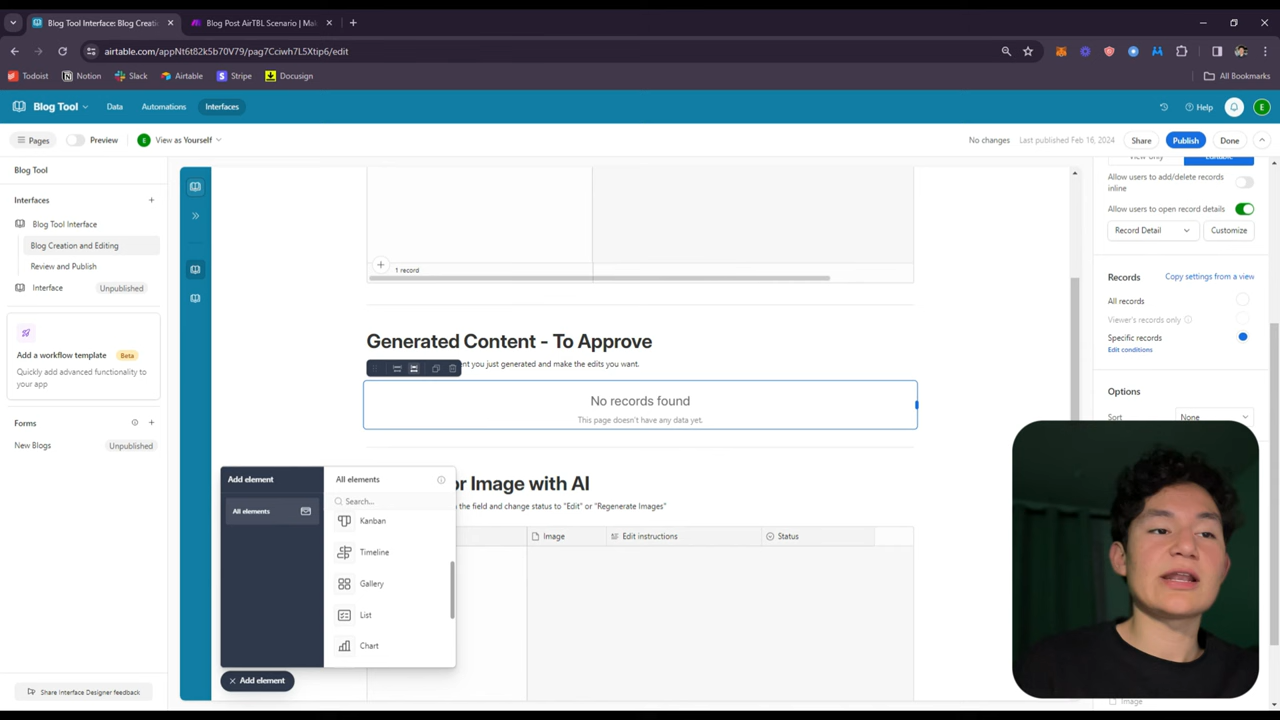 Blog Tool Interface: Blog Creati
Blog Post AirTBL Scenario | Mak
airtable.com/appNt6t82k5b70V79/pag7Cciwh7L5Xtip6/edit
Todoist
Notion
Slack
Airtable
Stripe
Docusign
All Bookmarks
Blog Tool
Data
Automations
Interfaces
Help
E
Pages
Preview
E
View as Yourself
No changes
Last published Feb 16, 2024
Share
Publish
Done
Blog Tool
Interfaces
Blog Tool Interface
Blog Creation and Editing
Review and Publish
Interface
Unpublished
Add a workflow template
Beta
Quickly add advanced functionality to
your app
Forms
New Blogs
Unpublished
Share Interface Designer feedback
1 record
Generated Content - To Approve
nt you just generated and make the edits you want.
No records found
This page doesn't have any data yet.
or Image with AI
the field and change status to "Edit" or "Regenerate Images"
Image
Edit instructions
Status
Add element
All elements
All elements
Search...
Kanban
Timeline
Gallery
List
Chart
Add element
View only
Editable
Allow users to add/delete records
inline
Allow users to open record details
Record Detail
Customize
Records
Copy settings from a view
All records
Viewer's records only
Specific records
Edit conditions
Options
Sort
None
Image